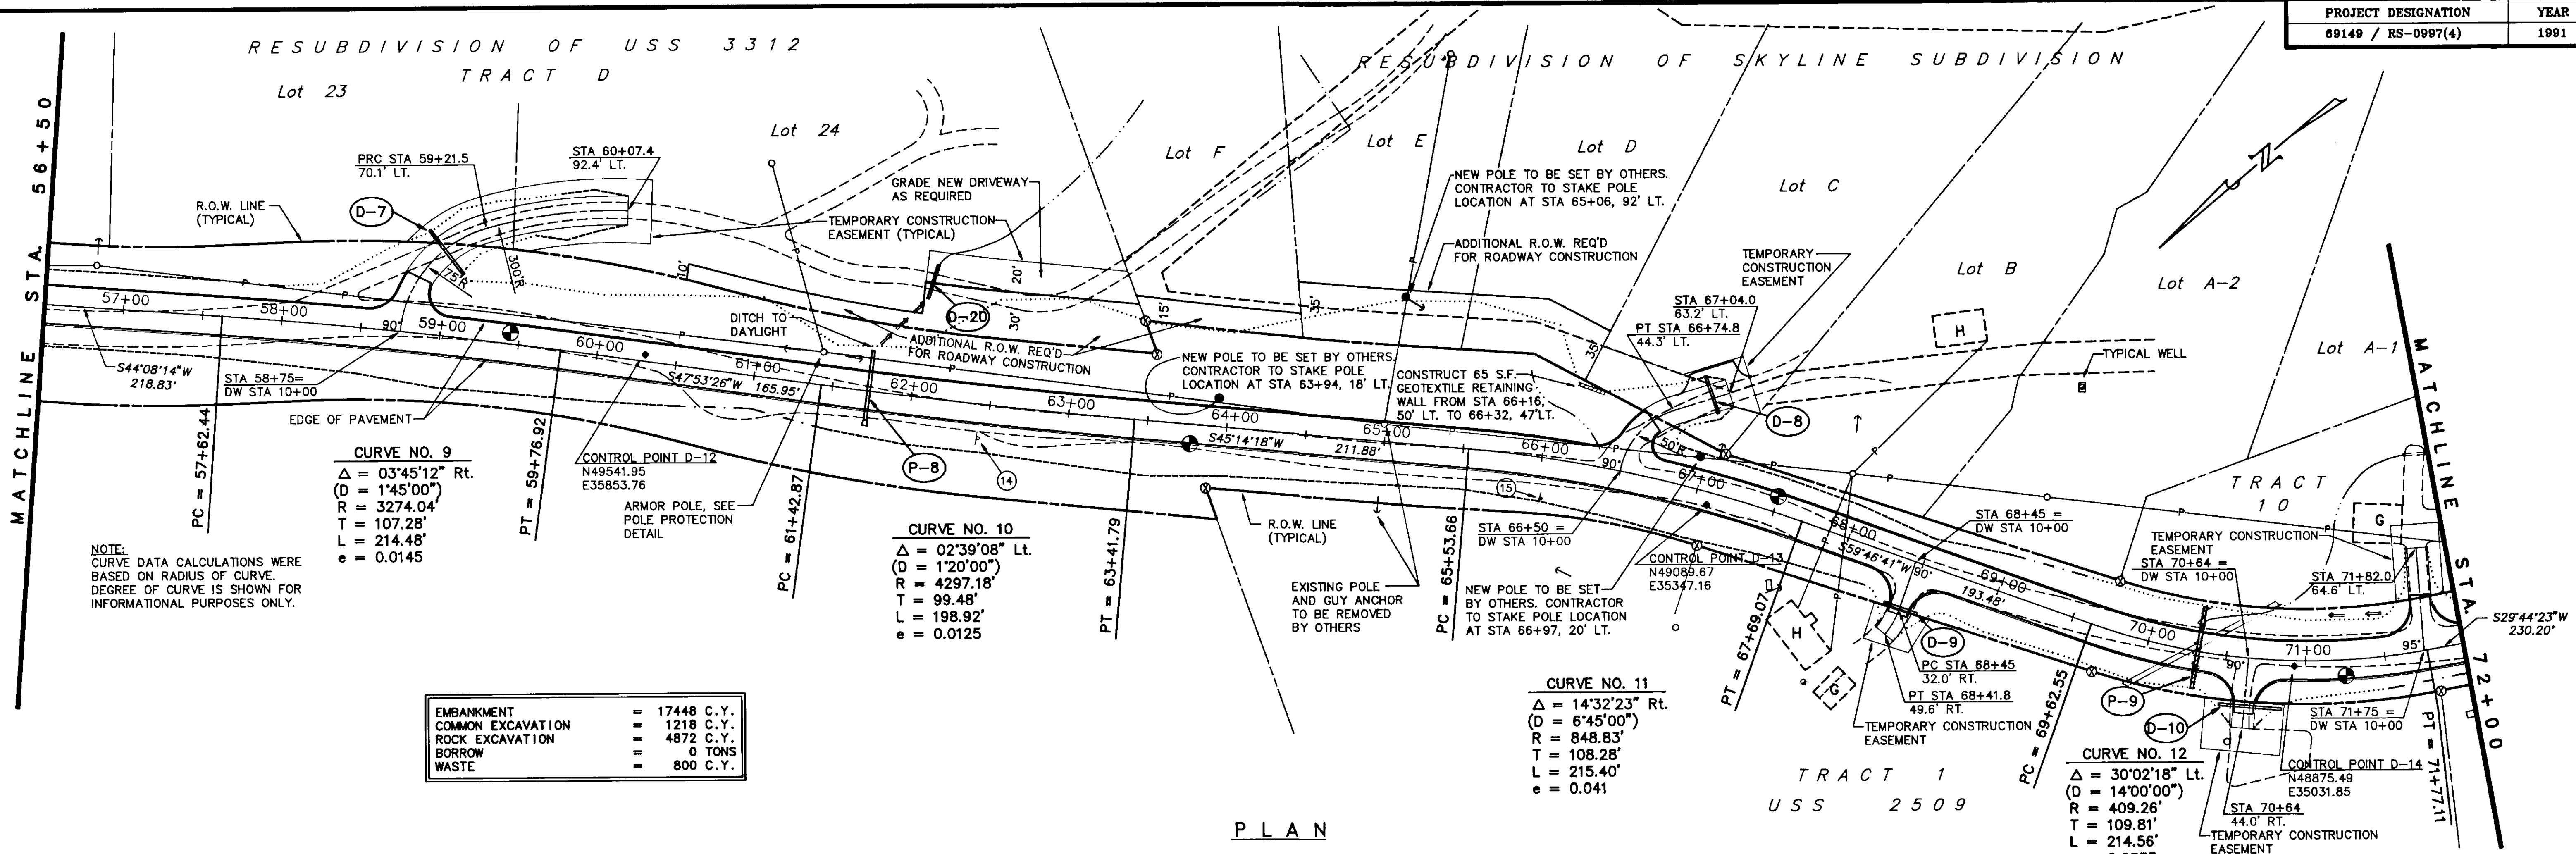 PROJECT DESIGNATION YEAR
69149 / RS-0997(4) 1991
RESUBDIVISION OF USS 3312
TRACT D
RESUBDIVISION OF SKYLINE SUBDIVISION
Lot 23
Lot 24
Lot F
Lot E
Lot D
Lot C
Lot B
Lot A-2
Lot A-1
MATCHLINE STA. 56+50
R.O.W. LINE
(TYPICAL)
D-7
PRC STA 59+21.5
70.1' LT.
STA 60+07.4
92.4' LT.
75'R
300'R
GRADE NEW DRIVEWAY
AS REQUIRED
TEMPORARY CONSTRUCTION
EASEMENT (TYPICAL)
10'
20'
30'
15'
35'
35'
D-20
DITCH TO
DAYLIGHT
ADDITIONAL R.O.W. REQ'D
FOR ROADWAY CONSTRUCTION
NEW POLE TO BE SET BY OTHERS.
CONTRACTOR TO STAKE POLE
LOCATION AT STA 65+06, 92' LT.
ADDITIONAL R.O.W. REQ'D
FOR ROADWAY CONSTRUCTION
TEMPORARY
CONSTRUCTION
EASEMENT
STA 67+04.0
63.2' LT.
PT STA 66+74.8
44.3' LT.
H
TYPICAL WELL
NEW POLE TO BE SET BY OTHERS.
CONTRACTOR TO STAKE POLE
LOCATION AT STA 63+94, 18' LT.
CONSTRUCT 65 S.F.
GEOTEXTILE RETAINING
WALL FROM STA 66+16,
50' LT. TO 66+32, 47'LT.
D-8
50'R
57+00
58+00
59+00
60+00
61+00
62+00
63+00
64+00
65+00
66+00
67+00
68+00
69+00
70+00
71+00
90°
90°
90°
90°
95°
S44°08'14"W
218.83'
STA 58+75=
DW STA 10+00
EDGE OF PAVEMENT
S47°53'26"W 165.95'
S45°14'18"W
211.88'
S59°46'41"W
193.48'
S29°44'23"W
230.20'
PC = 57+62.44
PT = 59+76.92
PC = 61+42.87
PT = 63+41.79
PC = 65+53.66
PT = 67+69.07
PC = 69+62.55
PT = 71+77.11
CURVE NO. 9
Δ = 03°45'12" Rt.
(D = 1°45'00")
R = 3274.04'
T = 107.28'
L = 214.48'
e = 0.0145
NOTE:
CURVE DATA CALCULATIONS WERE
BASED ON RADIUS OF CURVE.
DEGREE OF CURVE IS SHOWN FOR
INFORMATIONAL PURPOSES ONLY.
CONTROL POINT D-12
N49541.95
E35853.76
ARMOR POLE, SEE
POLE PROTECTION
DETAIL
P-8
14
15
CURVE NO. 10
Δ = 02°39'08" Lt.
(D = 1°20'00")
R = 4297.18'
T = 99.48'
L = 198.92'
e = 0.0125
R.O.W. LINE
(TYPICAL)
EXISTING POLE
AND GUY ANCHOR
TO BE REMOVED
BY OTHERS
STA 66+50 =
DW STA 10+00
CONTROL POINT D-13
N49089.67
E35347.16
NEW POLE TO BE SET
BY OTHERS. CONTRACTOR
TO STAKE POLE LOCATION
AT STA 66+97, 20' LT.
H
G
D-9
STA 68+45 =
DW STA 10+00
PC STA 68+45
32.0' RT.
PT STA 68+41.8
49.6' RT.
TEMPORARY CONSTRUCTION
EASEMENT
CURVE NO. 11
Δ = 14°32'23" Rt.
(D = 6°45'00")
R = 848.83'
T = 108.28'
L = 215.40'
e = 0.041
TRACT 1
USS 2509
TRACT
10
G
TEMPORARY CONSTRUCTION
EASEMENT
STA 70+64 =
DW STA 10+00
STA 71+82.0
64.6' LT.
P-9
D-10
STA 71+75 =
DW STA 10+00
CONTROL POINT D-14
N48875.49
E35031.85
STA 70+64
44.0' RT.
TEMPORARY CONSTRUCTION
EASEMENT
CURVE NO. 12
Δ = 30°02'18" Lt.
(D = 14°00'00")
R = 409.26'
T = 109.81'
L = 214.56'
MATCHLINE STA. 72+00
EMBANKMENT = 17448 C.Y.
COMMON EXCAVATION = 1218 C.Y.
ROCK EXCAVATION = 4872 C.Y.
BORROW = 0 TONS
WASTE = 800 C.Y.
PLAN